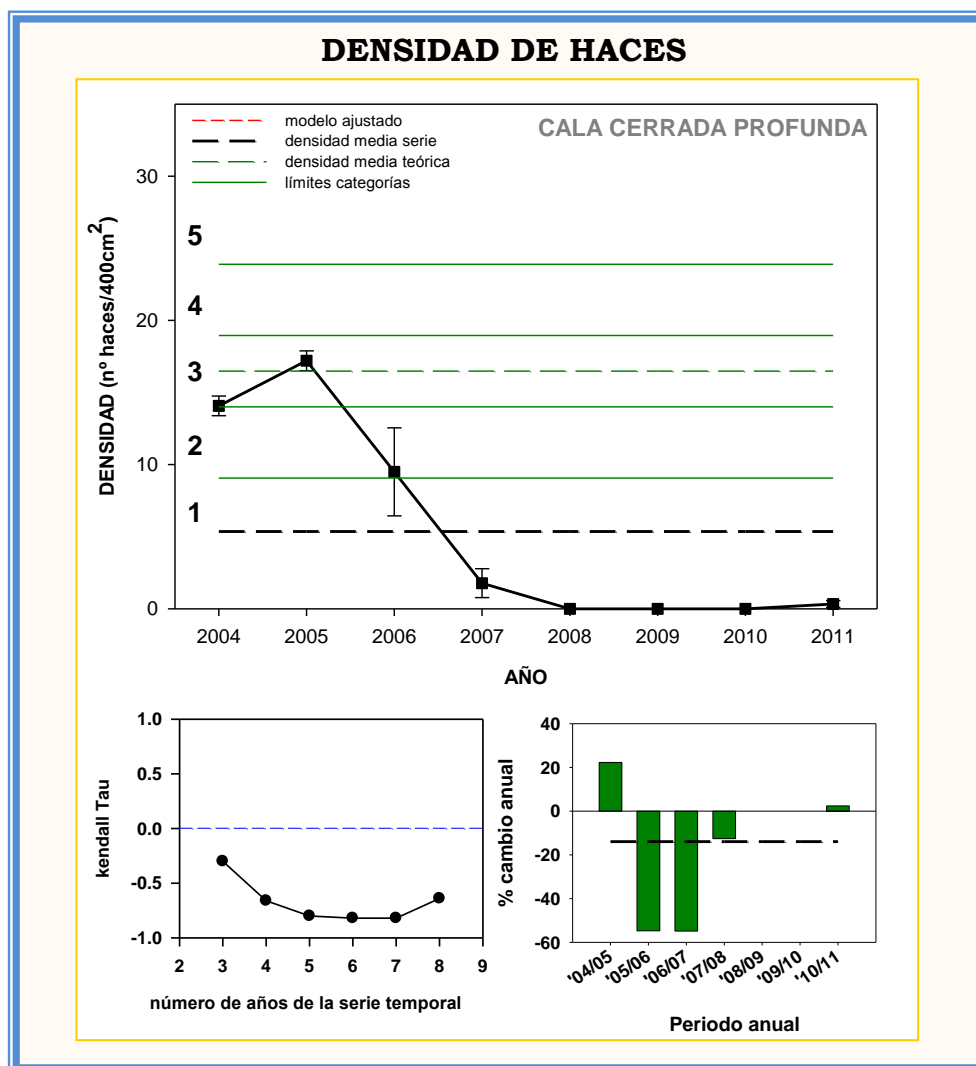 DENSIDAD DE HACES
modelo ajustado
densidad media serie
densidad media teórica
límites categorías
CALA CERRADA PROFUNDA
DENSIDAD (nº haces/400cm²)
30
20
10
0
5
4
3
2
1
2004 2005 2006 2007 2008 2009 2010 2011
AÑO
kendall Tau
1.0
0.5
0.0
-0.5
-1.0
2 3 4 5 6 7 8 9
número de años de la serie temporal
% cambio anual
40
20
0
-20
-40
-60
'04/05 '05/06 '06/07 '07/08 '08/09 '09/10 '10/11
Periodo anual